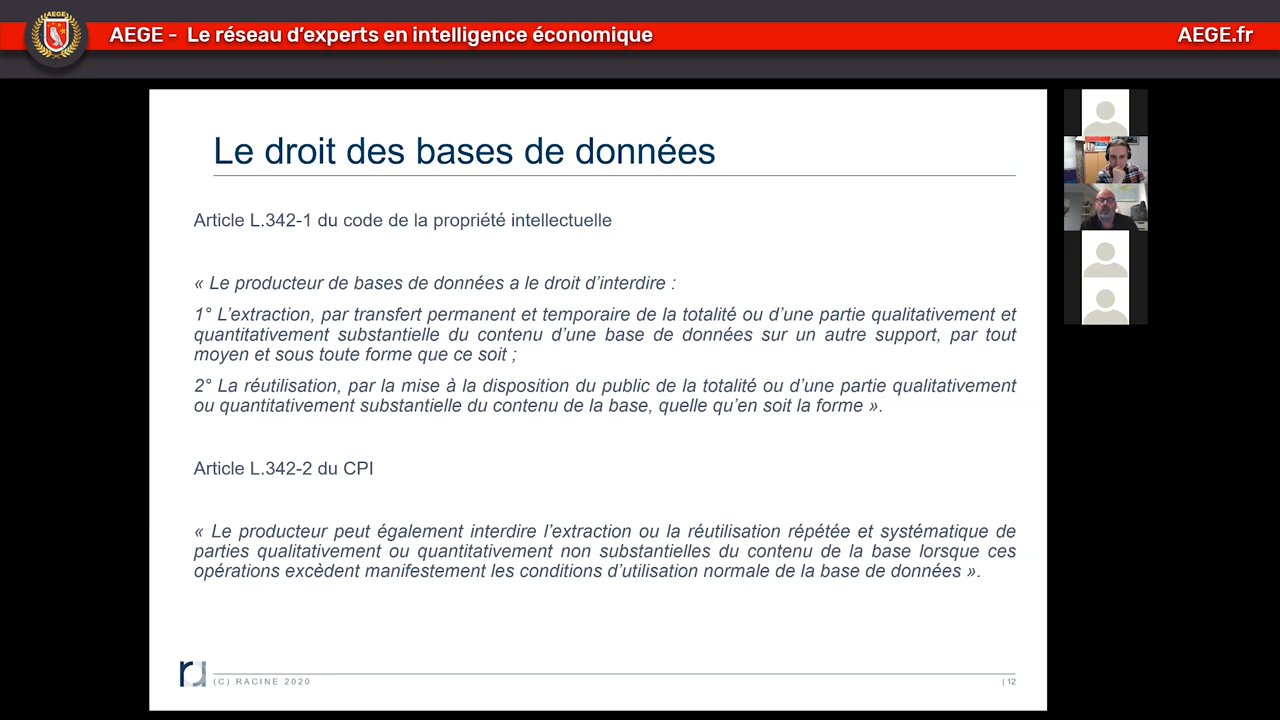 AEGE
AEGE - Le réseau d'experts en intelligence économique
AEGE.fr
Le droit des bases de données
Article L.342-1 du code de la propriété intellectuelle
« Le producteur de bases de données a le droit d'interdire :
1° L'extraction, par transfert permanent et temporaire de la totalité ou d'une partie qualitativement et
quantitativement substantielle du contenu d'une base de données sur un autre support, par tout
moyen et sous toute forme que ce soit ;
2° La réutilisation, par la mise à la disposition du public de la totalité ou d'une partie qualitativement
ou quantitativement substantielle du contenu de la base, quelle qu'en soit la forme ».
Article L.342-2 du CPI
« Le producteur peut également interdire l'extraction ou la réutilisation répétée et systématique de
parties qualitativement ou quantitativement non substantielles du contenu de la base lorsque ces
opérations excèdent manifestement les conditions d'utilisation normale de la base de données ».
(C) RACINE 2020
| 12